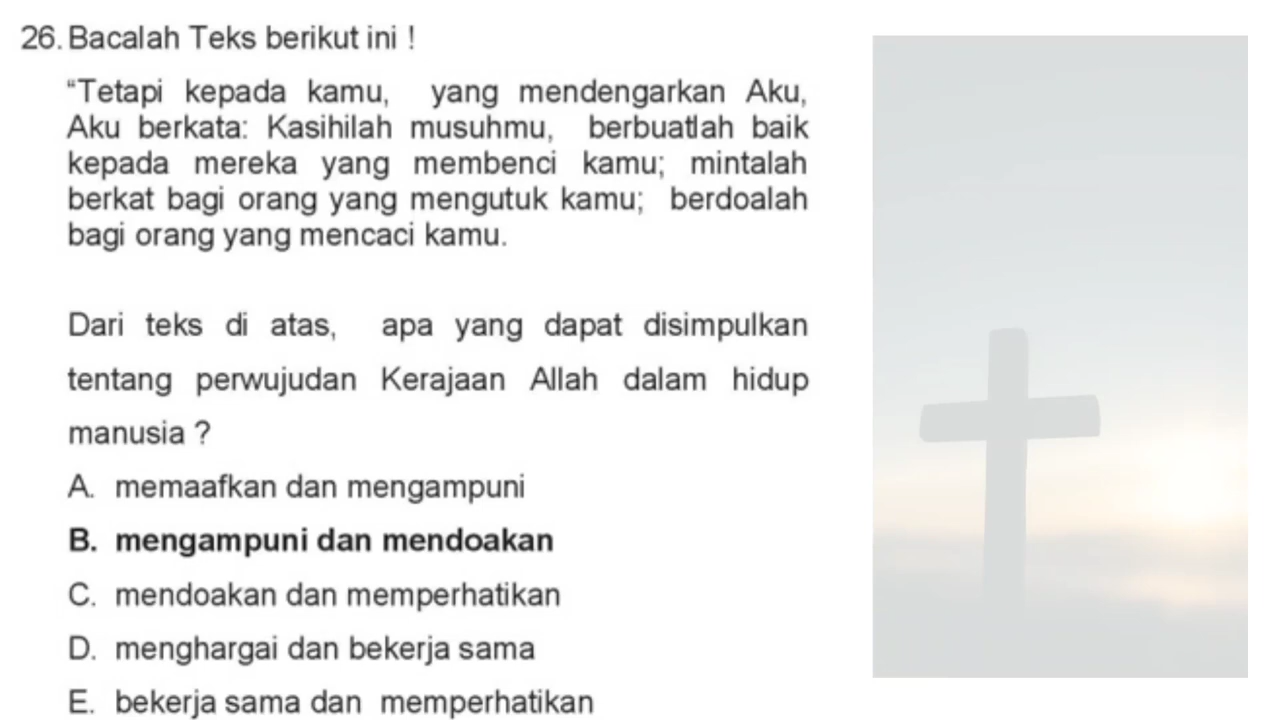 26. Bacalah Teks berikut ini !
“Tetapi kepada kamu, yang mendengarkan Aku,
Aku berkata: Kasihilah musuhmu, berbuatlah baik
kepada mereka yang membenci kamu; mintalah
berkat bagi orang yang mengutuk kamu; berdoalah
bagi orang yang mencaci kamu.
Dari teks di atas, apa yang dapat disimpulkan
tentang perwujudan Kerajaan Allah dalam hidup
manusia ?
A. memaafkan dan mengampuni
B. mengampuni dan mendoakan
C. mendoakan dan memperhatikan
D. menghargai dan bekerja sama
E. bekerja sama dan memperhatikan